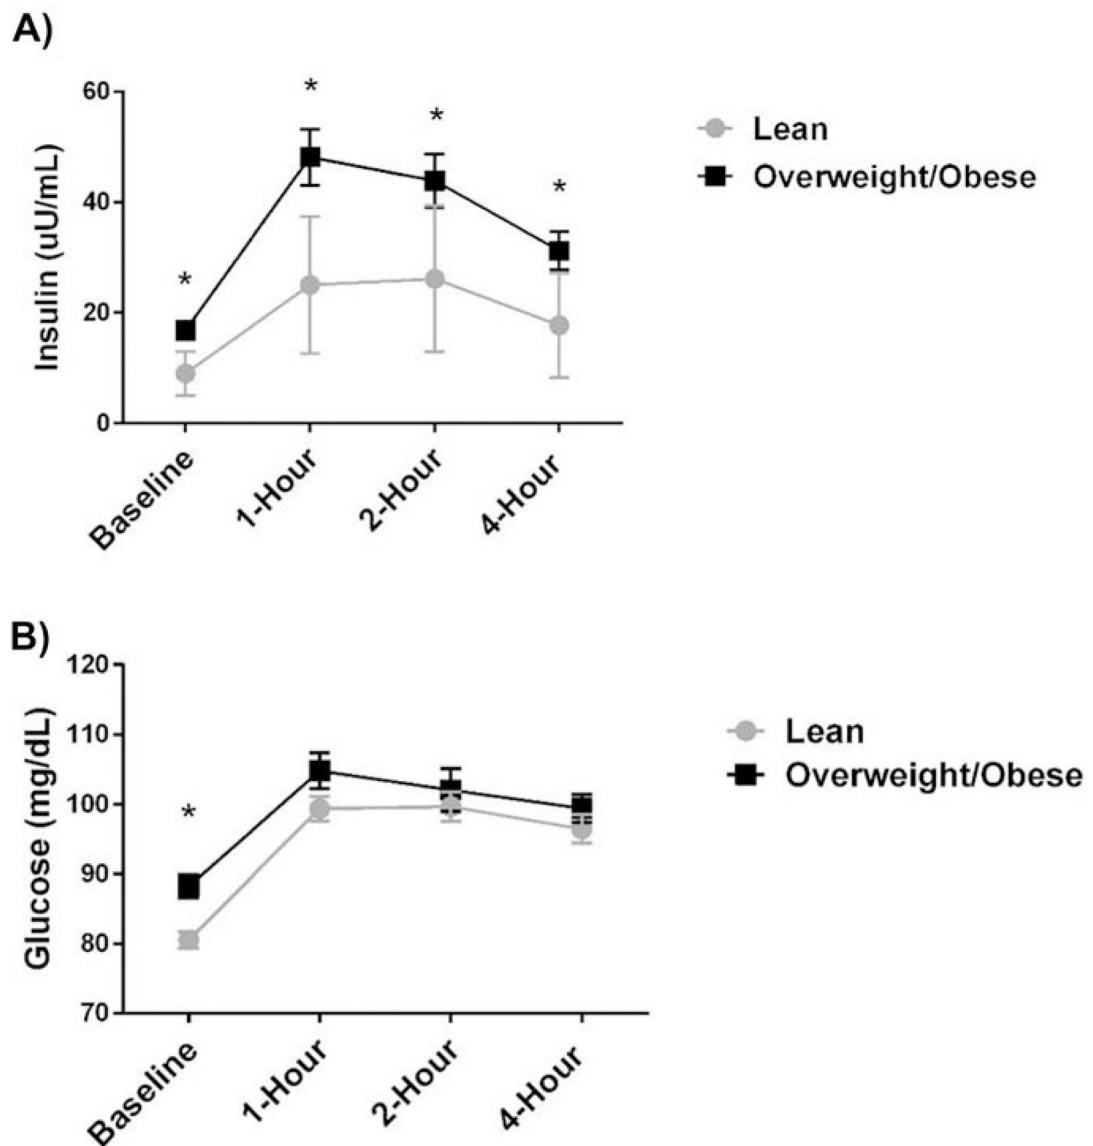 A)
Insulin (uU/mL)
60
40
20
0
*
*
*
*
Baseline
1-Hour
2-Hour
4-Hour
Lean
Overweight/Obese
B)
Glucose (mg/dL)
120
110
100
90
80
70
*
Baseline
1-Hour
2-Hour
4-Hour
Lean
Overweight/Obese